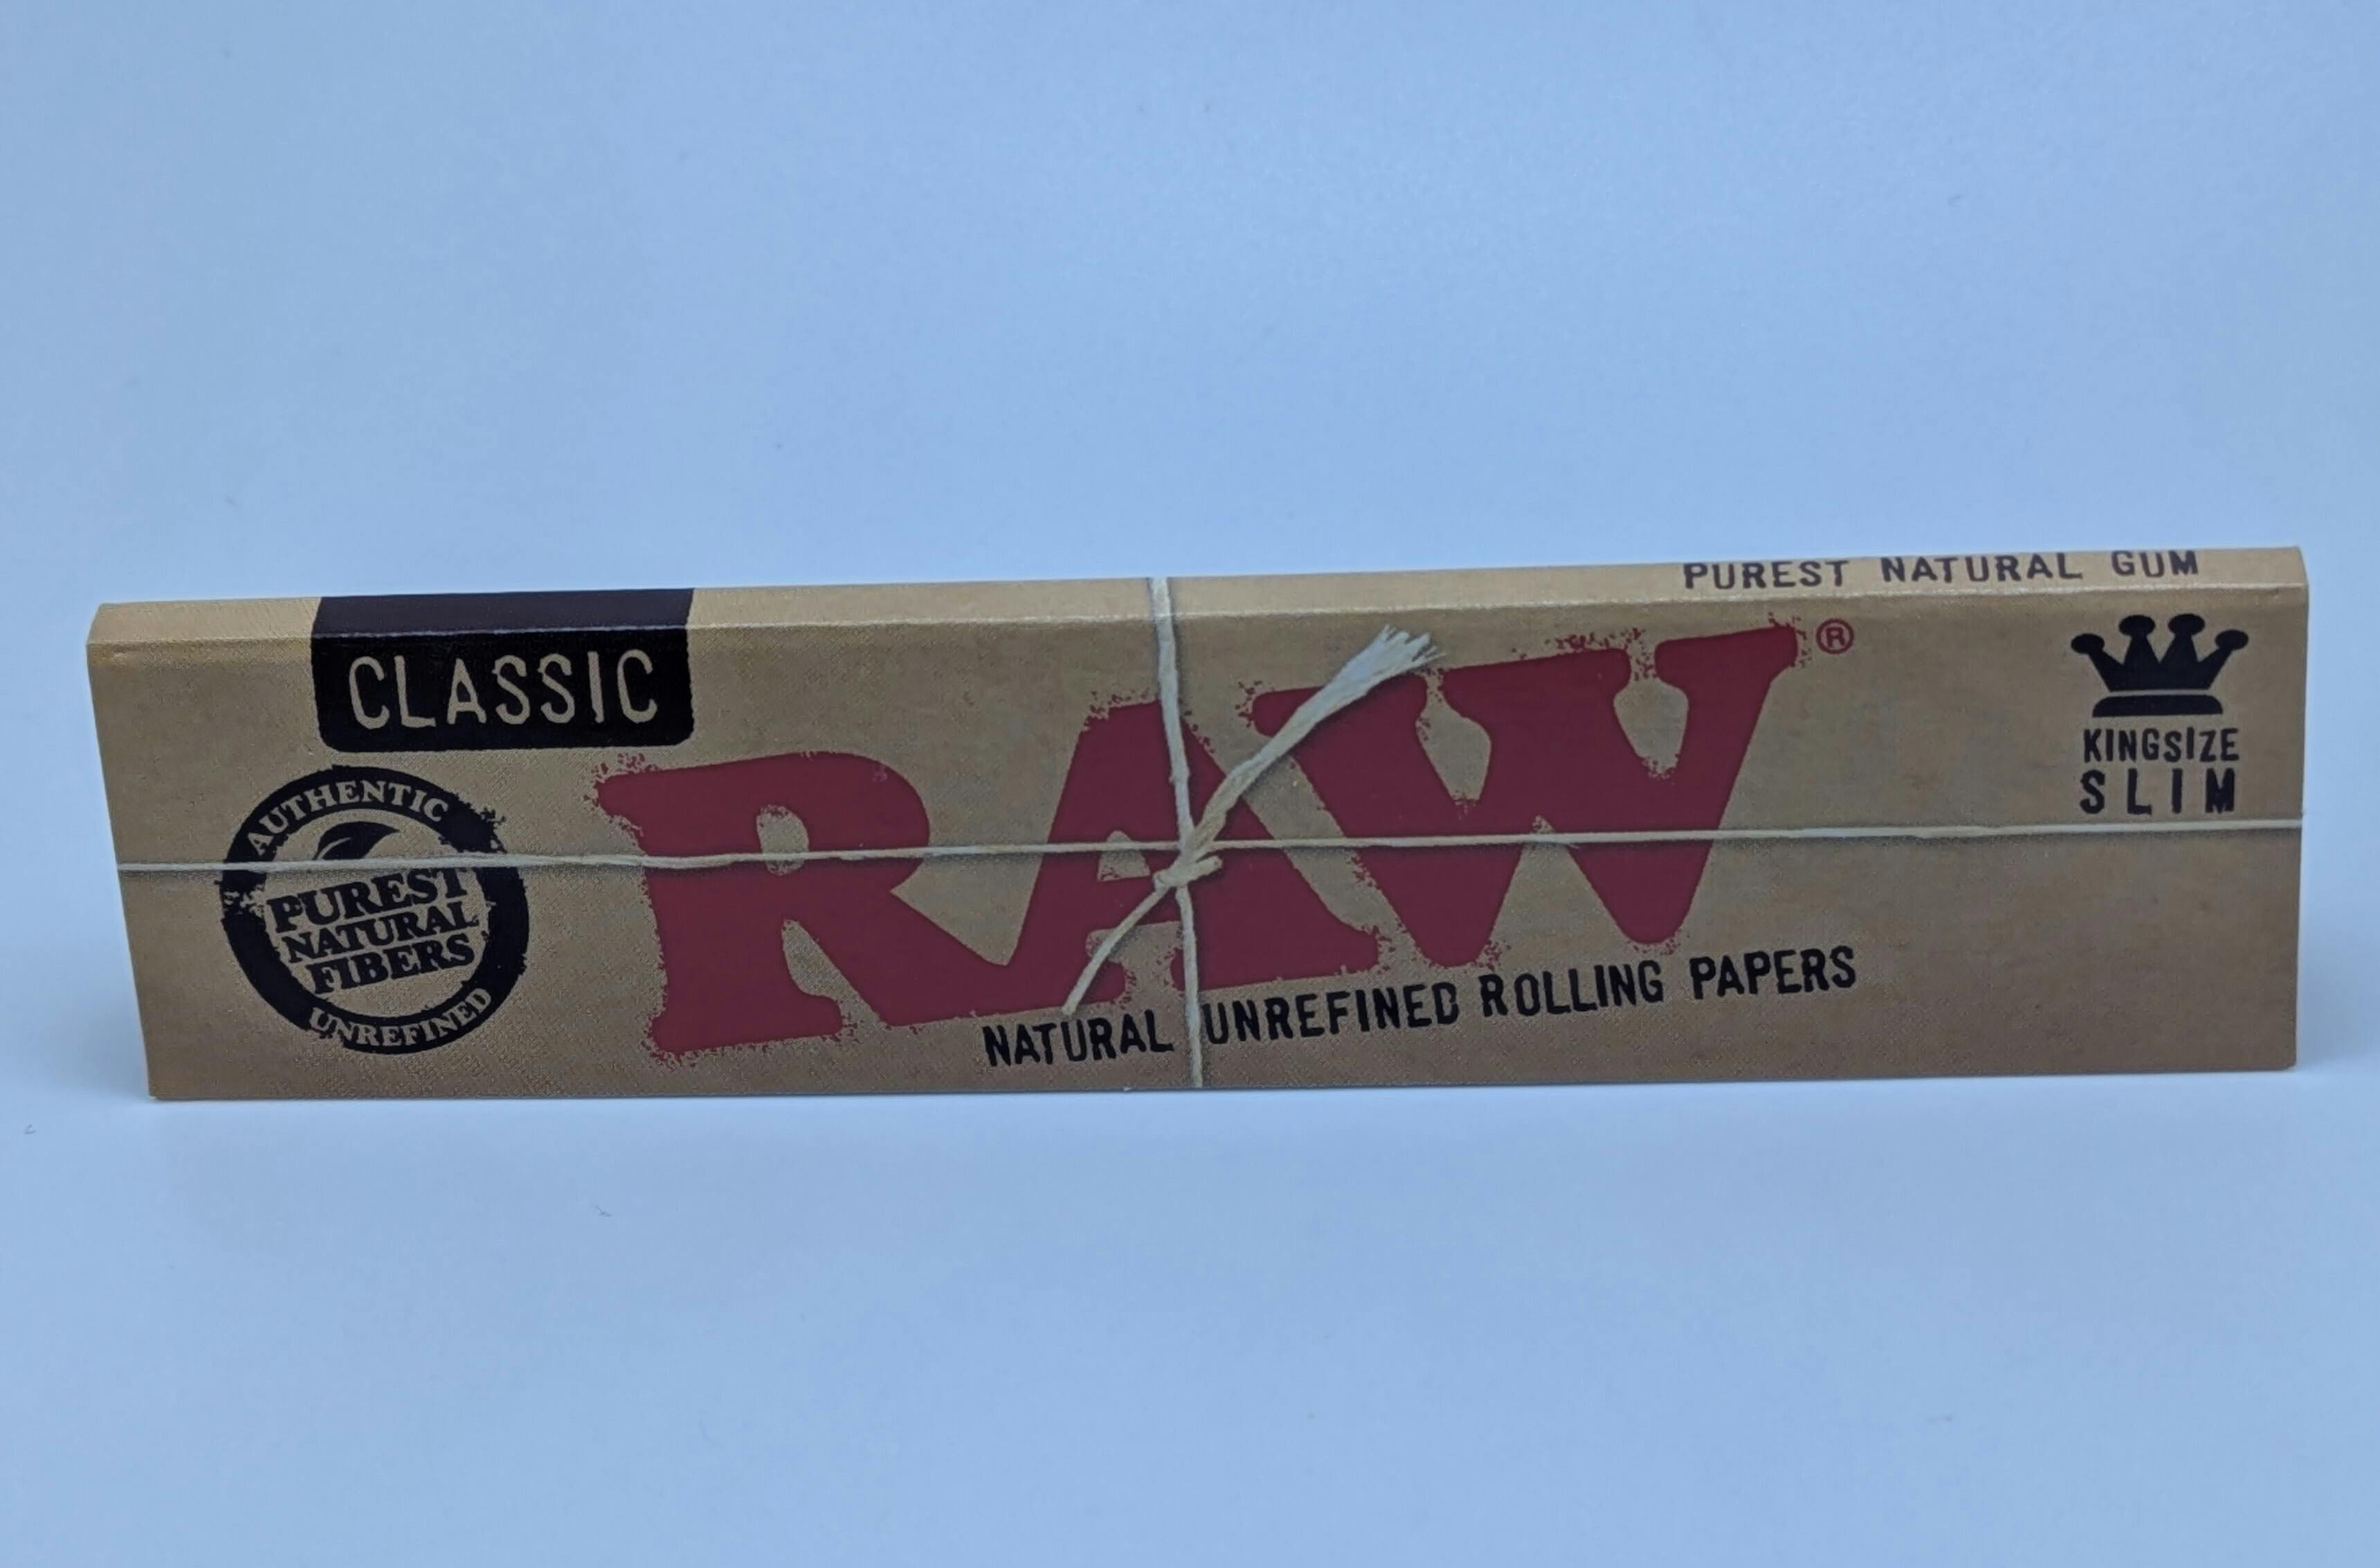 PUREST NATURAL GUM
CLASSIC
RAW®
KINGSIZE
SLIM
AUTHENTIC
PUREST
NATURAL
FIBERS
UNREFINED
NATURAL UNREFINED ROLLING PAPERS